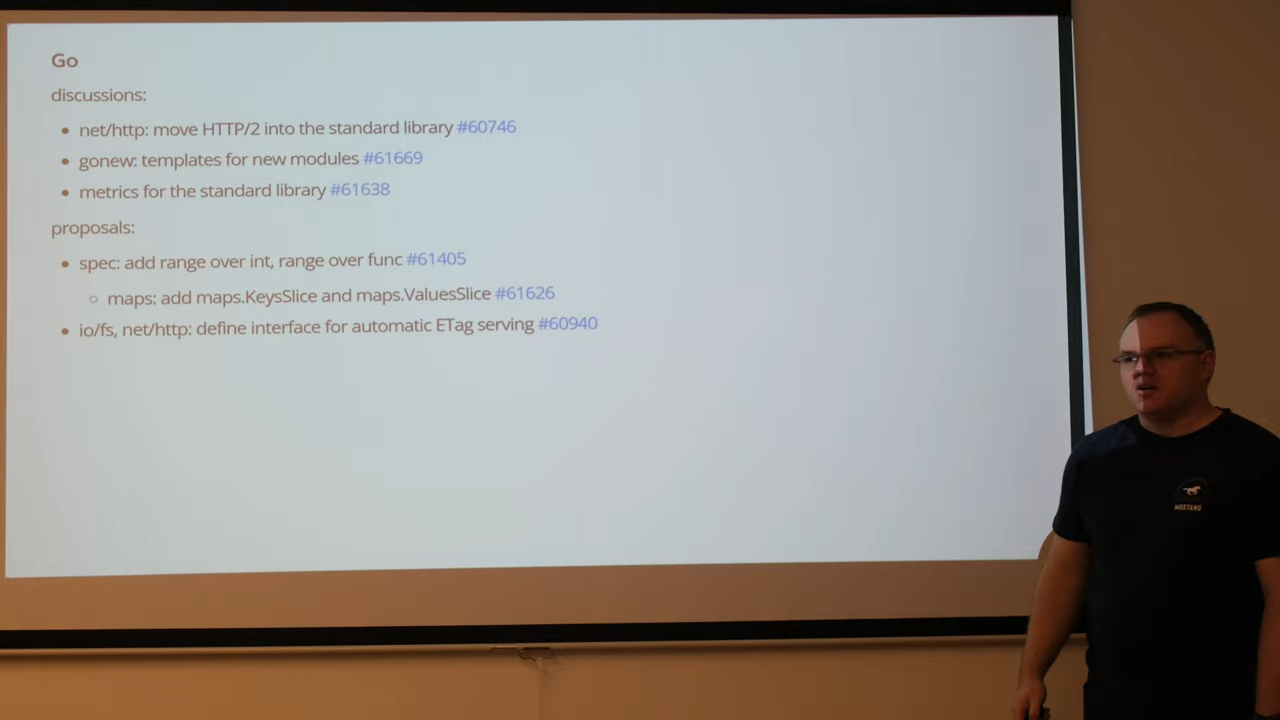 Go
discussions:
• net/http: move HTTP/2 into the standard library #60746
• gonew: templates for new modules #61669
• metrics for the standard library #61638
proposals:
• spec: add range over int, range over func #61405
○ maps: add maps.KeysSlice and maps.ValuesSlice #61626
• io/fs, net/http: define interface for automatic ETag serving #60940
MUSTANG